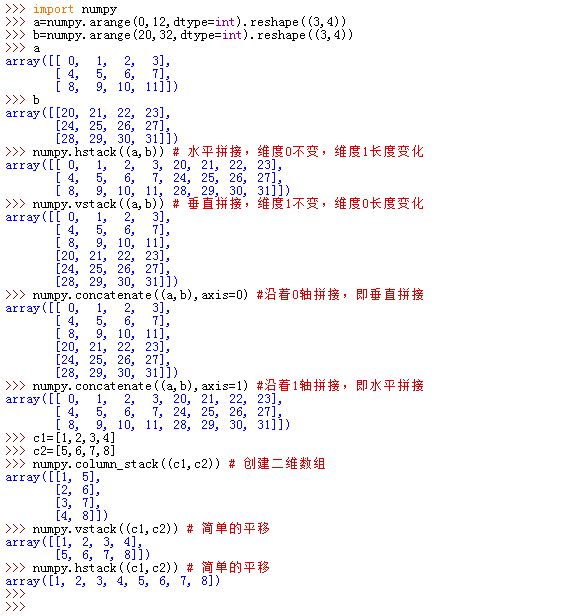 >>> import numpy
>>> a=numpy.arange(0,12,dtype=int).reshape((3,4))
>>> b=numpy.arange(20,32,dtype=int).reshape((3,4))
>>> a
array([[ 0,  1,  2,  3],
       [ 4,  5,  6,  7],
       [ 8,  9, 10, 11]])
>>> b
array([[20, 21, 22, 23],
       [24, 25, 26, 27],
       [28, 29, 30, 31]])
>>> numpy.hstack((a,b)) # 水平拼接，维度0不变，维度1长度变化
array([[ 0,  1,  2,  3, 20, 21, 22, 23],
       [ 4,  5,  6,  7, 24, 25, 26, 27],
       [ 8,  9, 10, 11, 28, 29, 30, 31]])
>>> numpy.vstack((a,b)) # 垂直拼接，维度1不变，维度0长度变化
array([[ 0,  1,  2,  3],
       [ 4,  5,  6,  7],
       [ 8,  9, 10, 11],
       [20, 21, 22, 23],
       [24, 25, 26, 27],
       [28, 29, 30, 31]])
>>> numpy.concatenate((a,b),axis=0) #沿着0轴拼接，即垂直拼接
array([[ 0,  1,  2,  3],
       [ 4,  5,  6,  7],
       [ 8,  9, 10, 11],
       [20, 21, 22, 23],
       [24, 25, 26, 27],
       [28, 29, 30, 31]])
>>> numpy.concatenate((a,b),axis=1) #沿着1轴拼接，即水平拼接
array([[ 0,  1,  2,  3, 20, 21, 22, 23],
       [ 4,  5,  6,  7, 24, 25, 26, 27],
       [ 8,  9, 10, 11, 28, 29, 30, 31]])
>>> c1=[1,2,3,4]
>>> c2=[5,6,7,8]
>>> numpy.column_stack((c1,c2)) # 创建二维数组
array([[1, 5],
       [2, 6],
       [3, 7],
       [4, 8]])
>>> numpy.vstack((c1,c2)) # 简单的平移
array([[1, 2, 3, 4],
       [5, 6, 7, 8]])
>>> numpy.hstack((c1,c2)) # 简单的平移
array([1, 2, 3, 4, 5, 6, 7, 8])
>>>
>>>